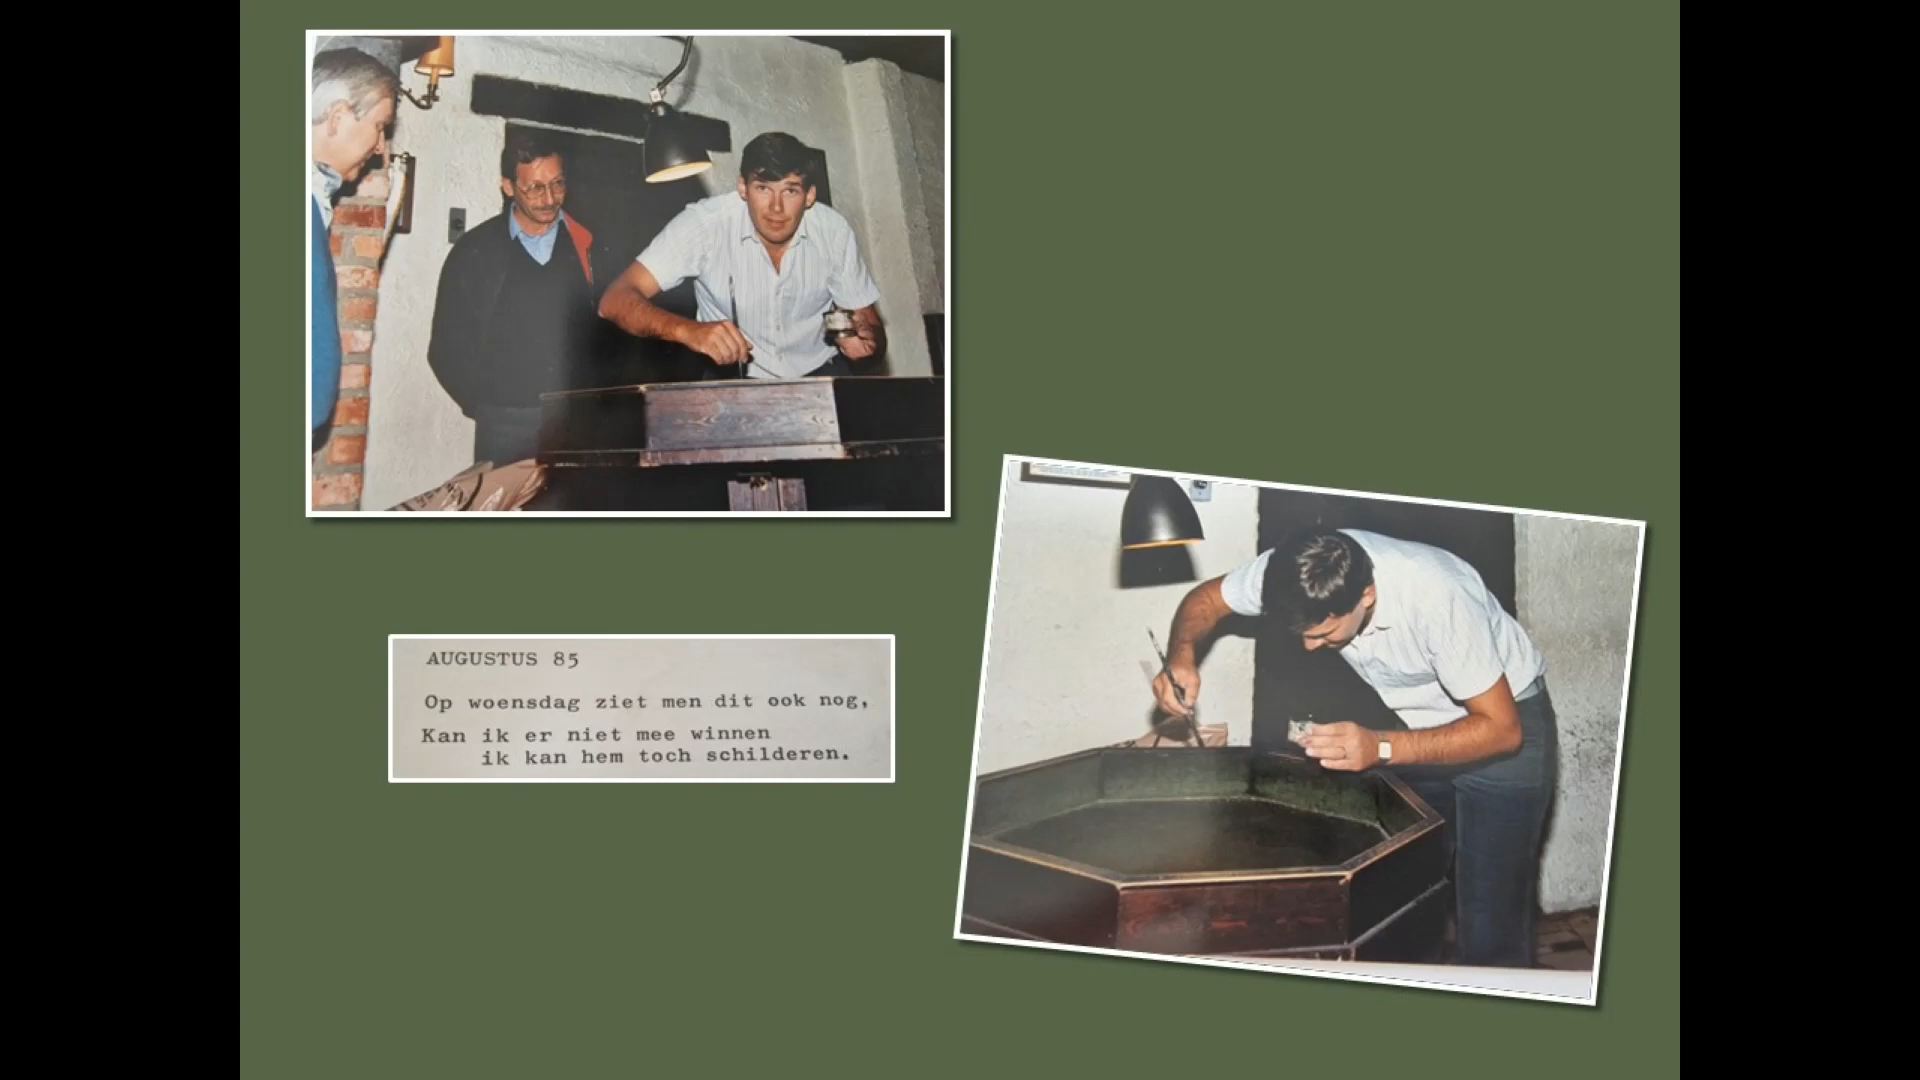 AUGUSTUS 85
Op woensdag ziet men dit ook nog,
Kan ik er niet mee winnen
ik kan hem toch schilderen.